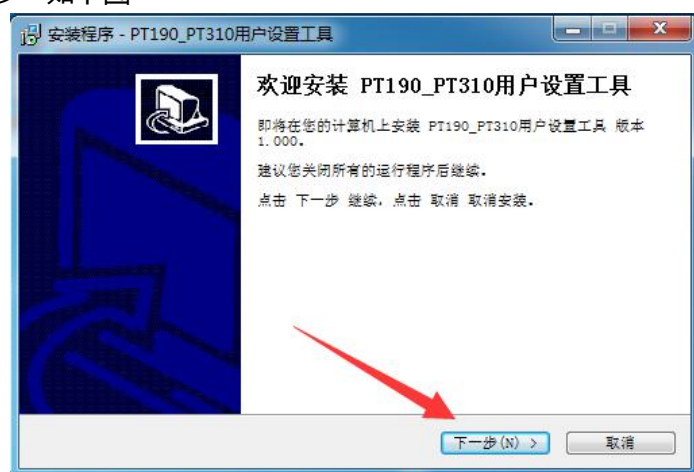 如下图
安装程序 - PT190_PT310用户设置工具
欢迎安装 PT190_PT310用户设置工具
即将在您的计算机上安装 PT190_PT310用户设置工具 版本
1.000。
建议您关闭所有的运行程序后继续。
点击 下一步 继续，点击 取消 取消安装。
下一步(N) >
取消